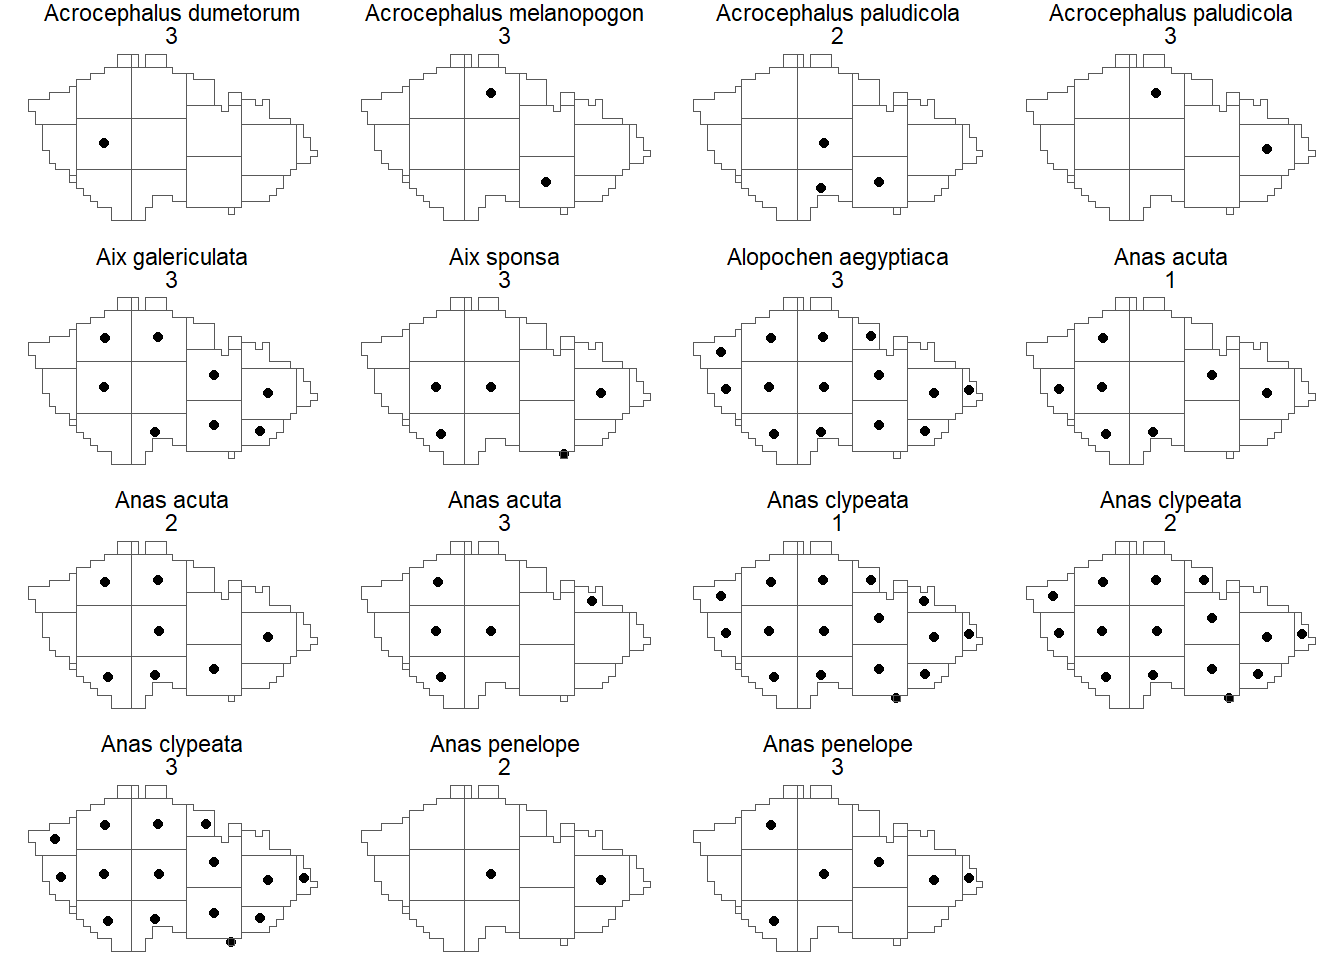 Acrocephalus dumetorum
3
Acrocephalus melanopogon
3
Acrocephalus paludicola
2
Acrocephalus paludicola
3
Aix galericulata
3
Aix sponsa
3
Alopochen aegyptiaca
3
Anas acuta
1
Anas acuta
2
Anas acuta
3
Anas clypeata
1
Anas clypeata
2
Anas clypeata
3
Anas penelope
2
Anas penelope
3